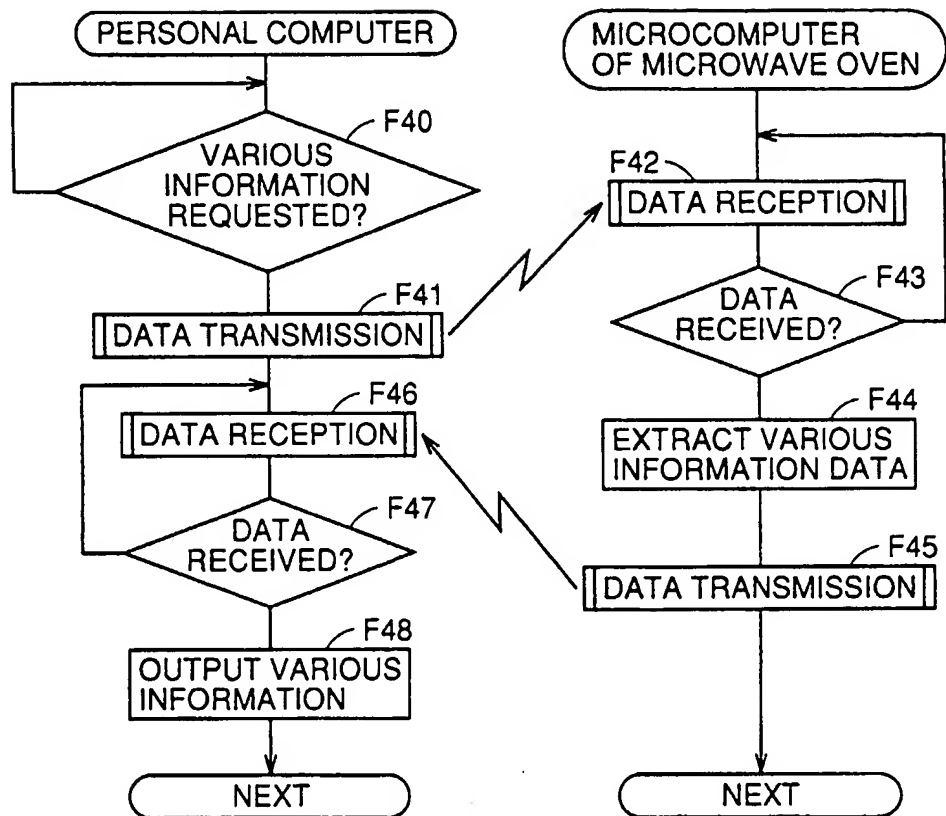 PERSONAL COMPUTER
F40
VARIOUS
INFORMATION
REQUESTED?
F41
DATA TRANSMISSION
F46
DATA RECEPTION
F47
DATA
RECEIVED?
F48
OUTPUT VARIOUS
INFORMATION
NEXT
MICROCOMPUTER
OF MICROWAVE OVEN
F42
DATA RECEPTION
F43
DATA
RECEIVED?
F44
EXTRACT VARIOUS
INFORMATION DATA
F45
DATA TRANSMISSION
NEXT